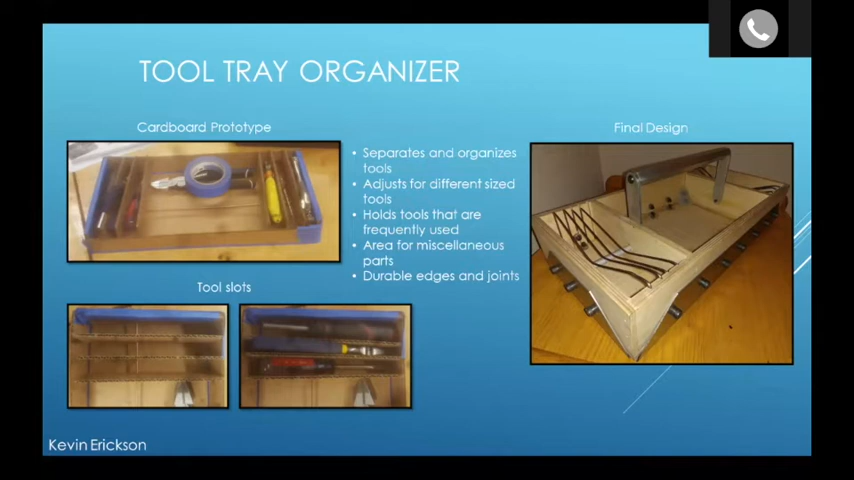 TOOL TRAY ORGANIZER
Cardboard Prototype
Final Design
• Separates and organizes
tools
• Adjusts for different sized
tools
• Holds tools that are
frequently used
• Area for miscellaneous
parts
• Durable edges and joints
Tool slots
Kevin Erickson